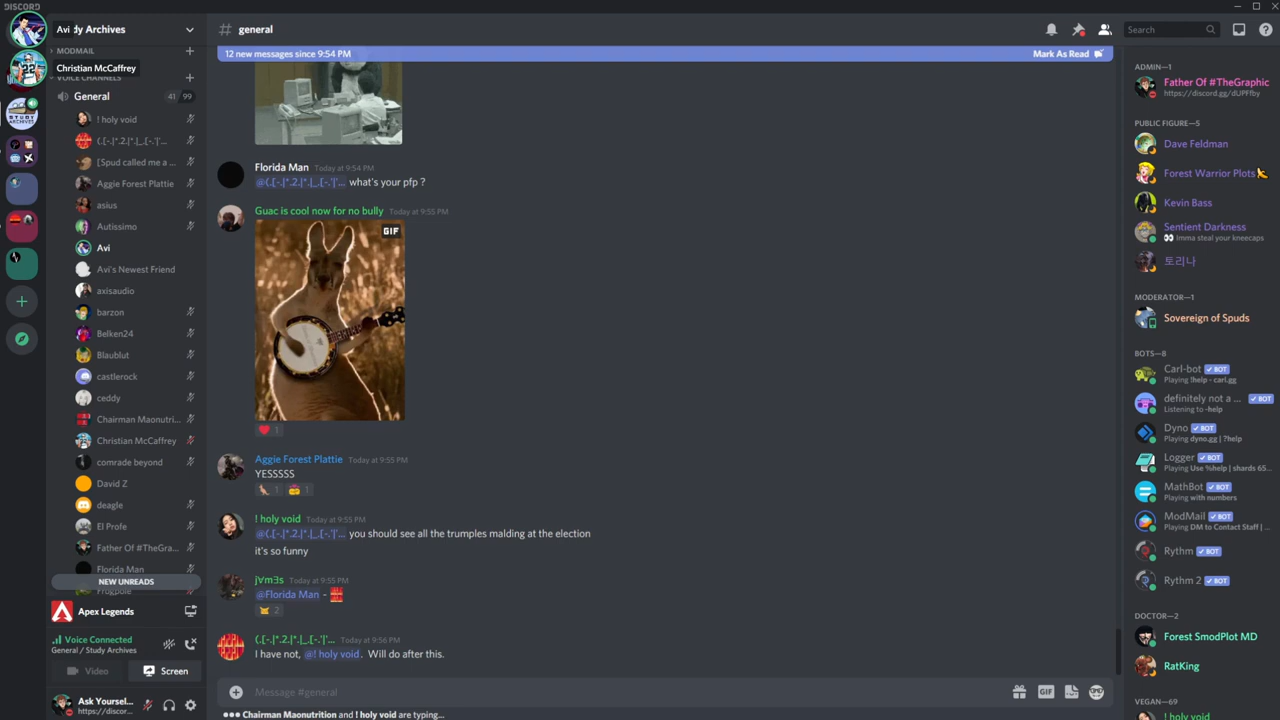 DISCORD
Avi
dy Archives
Christian McCaffrey
MODMAIL
VOICE CHANNELS
General 41 99
! holy void
(.[-.|*.2.|*.|_.[-.'|'...
[Spud called me a ...
Aggie Forest Plattie
asius
Autissimo
Avi
Avi's Newest Friend
axisaudio
barzon
Belken24
Blaublut
castlerock
ceddy
Chairman Maonutri...
Christian McCaffrey
comrade beyond
David Z
deagle
El Profe
Father Of #TheGra...
Florida Man
NEW UNREADS
Frogpole
Apex Legends
Voice Connected
General / Study Archives
Video Screen
Ask Yoursel...
https://discor...
# general
Search
12 new messages since 9:54 PM Mark As Read
Florida Man Today at 9:54 PM
@(.[-.|*.2.|*.|_.[-.'|'... what's your pfp ?
Guac is cool now for no bully Today at 9:55 PM
GIF
1
Aggie Forest Plattie Today at 9:55 PM
YESSSSS
1 1
! holy void Today at 9:55 PM
@(.[-.|*.2.|*.|_.[-.'|'... you should see all the trumples malding at the election
it's so funny
j∀mƎs Today at 9:55 PM
@Florida Man -
2
(.[-.|*.2.|*.|_.[-.'|'... Today at 9:56 PM
I have not, @! holy void. Will do after this.
Message #general
GIF
Chairman Maonutrition and ! holy void are typing...
ADMIN—1
Father Of #TheGraphic
https://discord.gg/dUPFfby
PUBLIC FIGURE—5
Dave Feldman
Forest Warrior Plots
Kevin Bass
Sentient Darkness
Imma steal your kneecaps
토리나
MODERATOR—1
Sovereign of Spuds
BOTS—8
Carl-bot BOT
Playing !help - carl.gg
definitely not a ... BOT
Listening to -help
Dyno BOT
Playing dyno.gg | ?help
Logger BOT
Playing Use %help | shards 65...
MathBot BOT
Playing with numbers
ModMail BOT
Playing DM to Contact Staff | ...
Rythm BOT
Rythm 2 BOT
DOCTOR—2
Forest SmodPlot MD
RatKing
VEGAN—69
! holy void